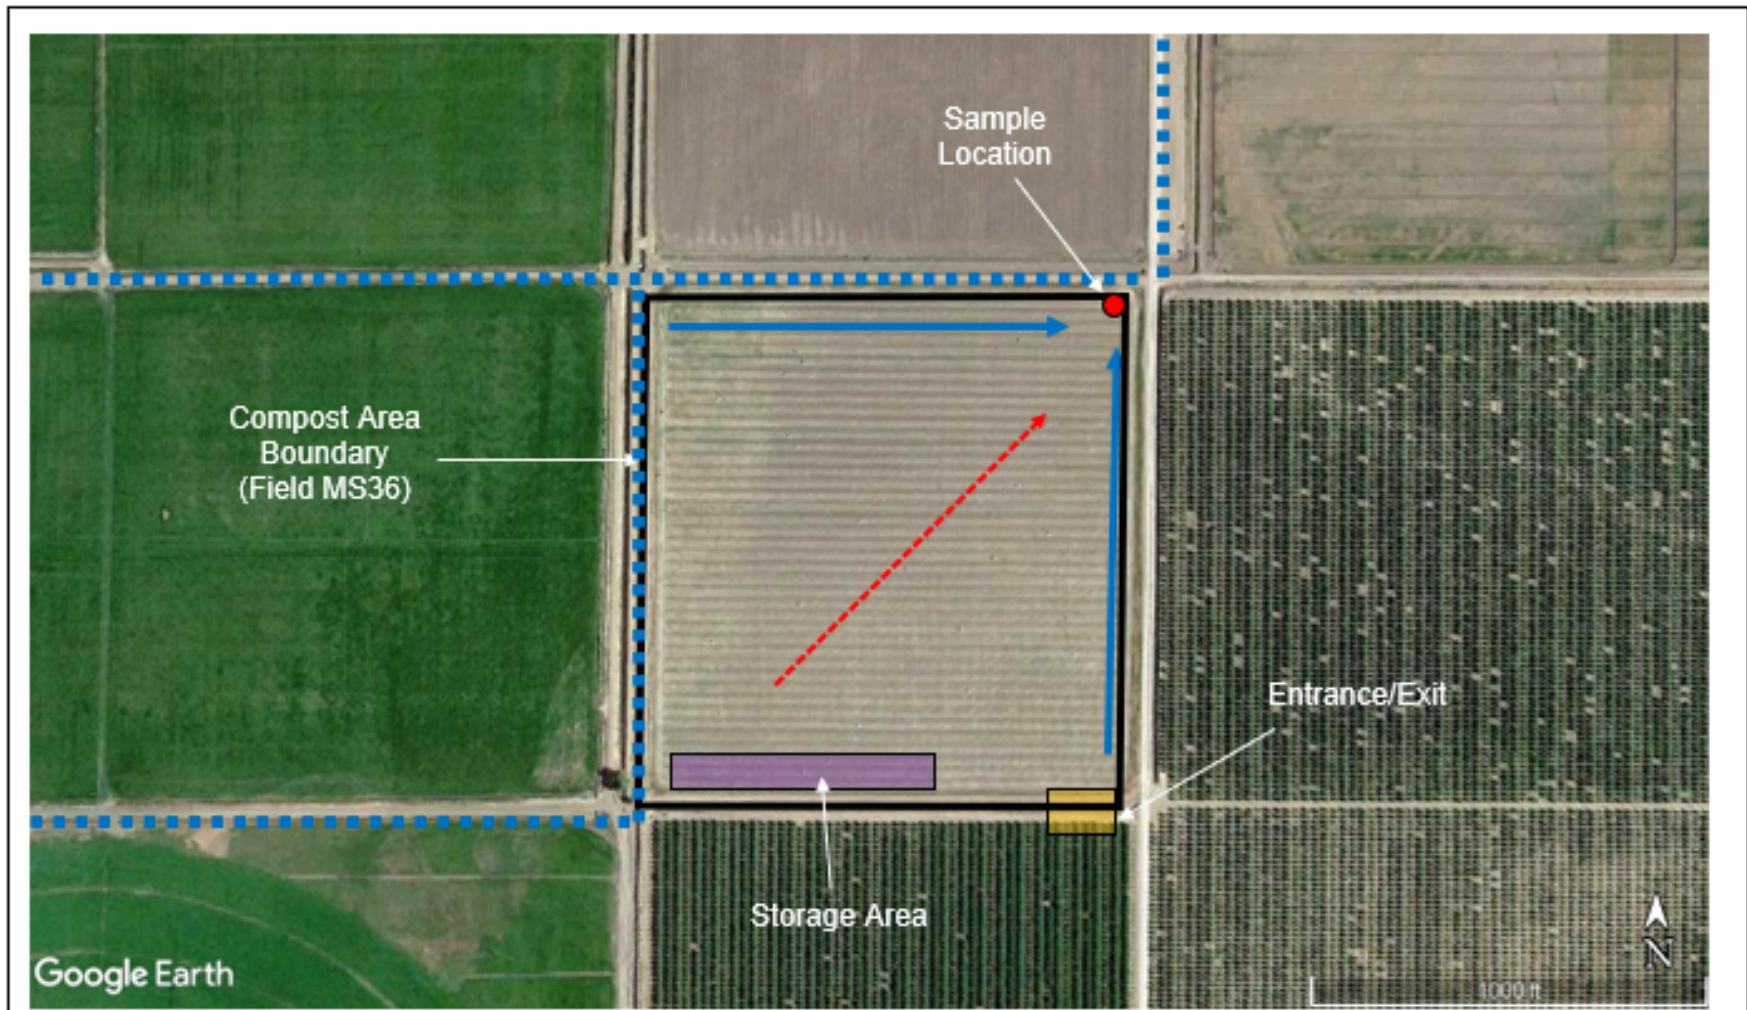 Sample
Location
Compost Area
Boundary
(Field MS36)
Entrance/Exit
Storage Area
N
Google Earth
1000 ft